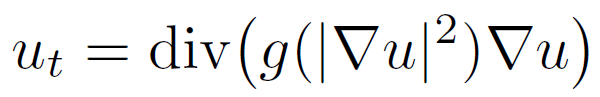 u_t = div(g(|∇u|²)∇u)